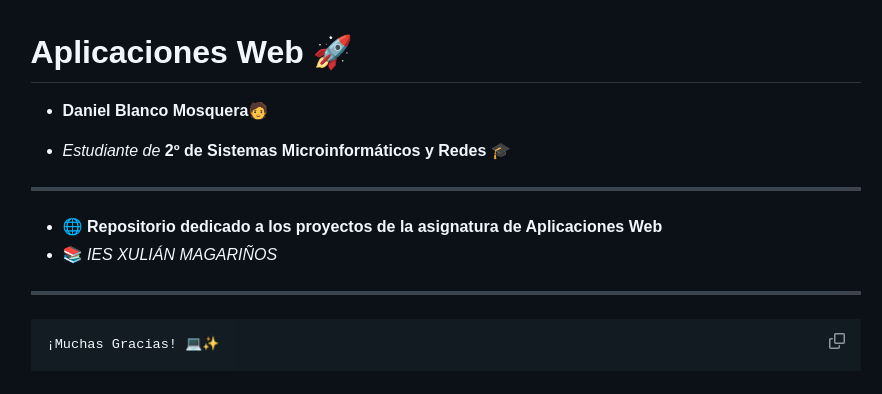 Aplicaciones Web 🚀
Daniel Blanco Mosquera🧑
Estudiante de 2º de Sistemas Microinformáticos y Redes 🎓
🌐 Repositorio dedicado a los proyectos de la asignatura de Aplicaciones Web
📚 IES XULIÁN MAGARIÑOS
¡Muchas Gracias! 💻✨